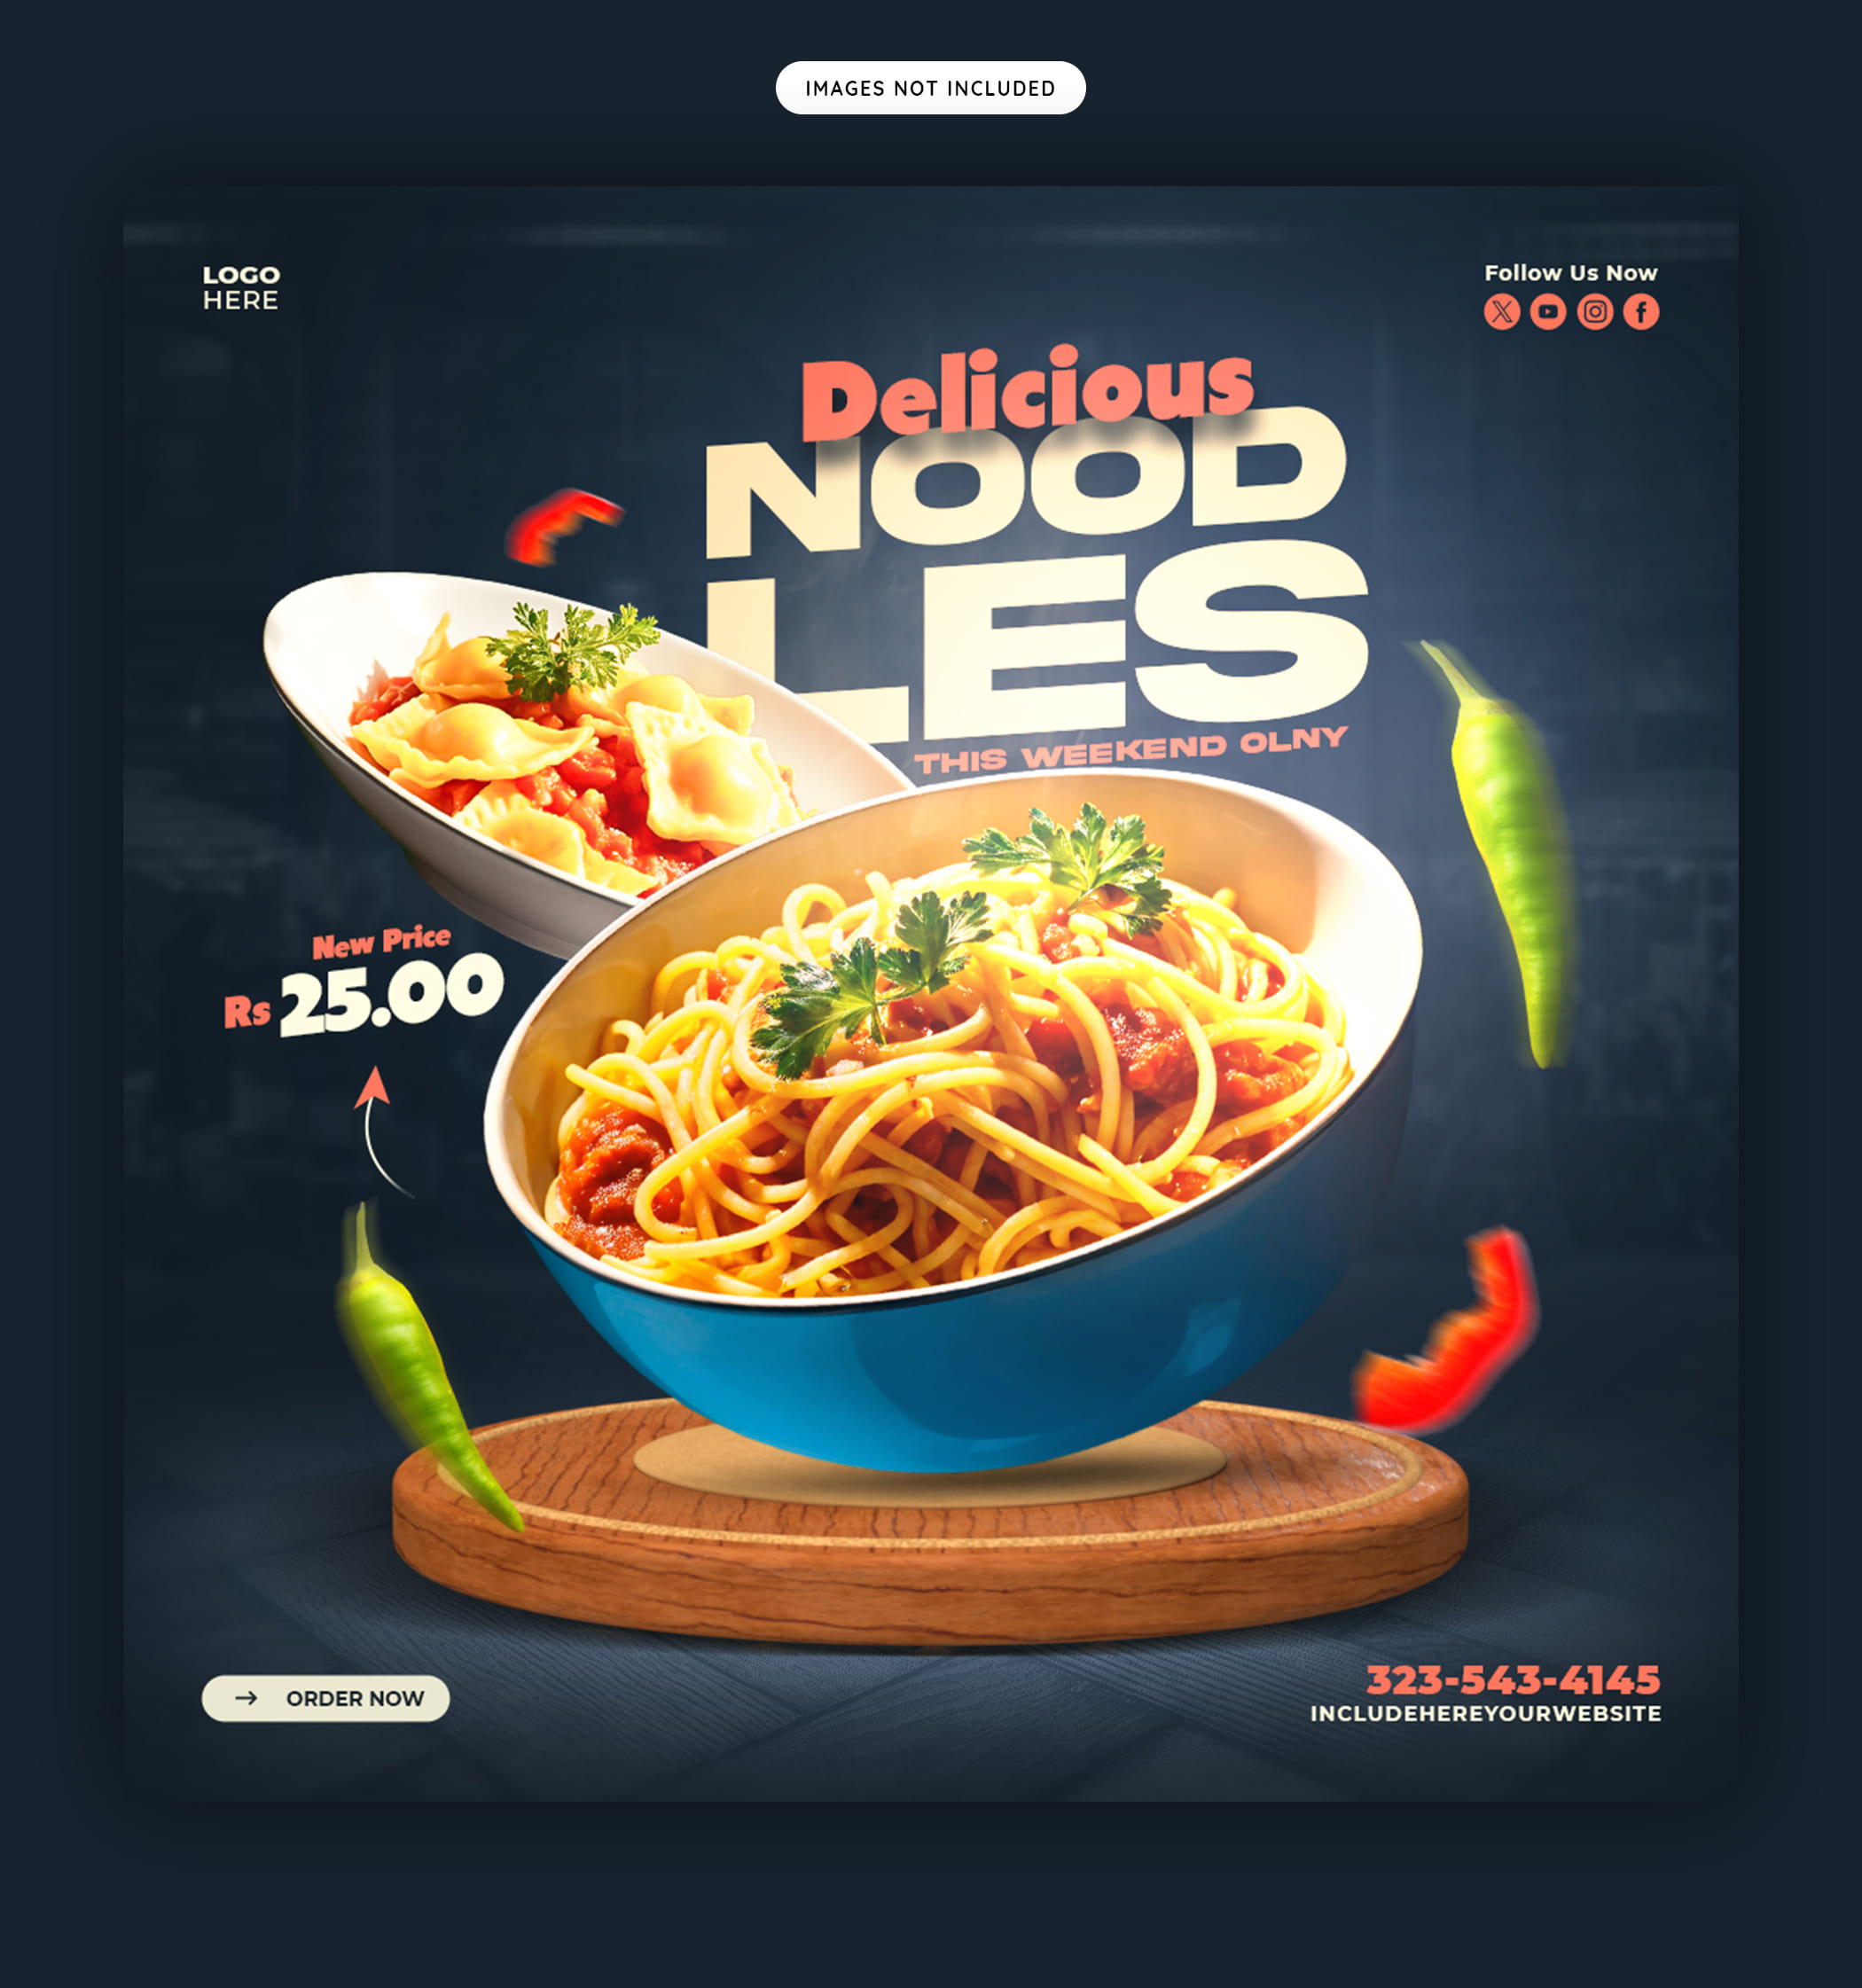 IMAGES NOT INCLUDED
LOGO
HERE
Follow Us Now
Delicious
NOOD
LES
THIS WEEKEND OLNY
New Price
Rs 25.00
ORDER NOW
323-543-4145
INCLUDEHEREYOURWEBSITE